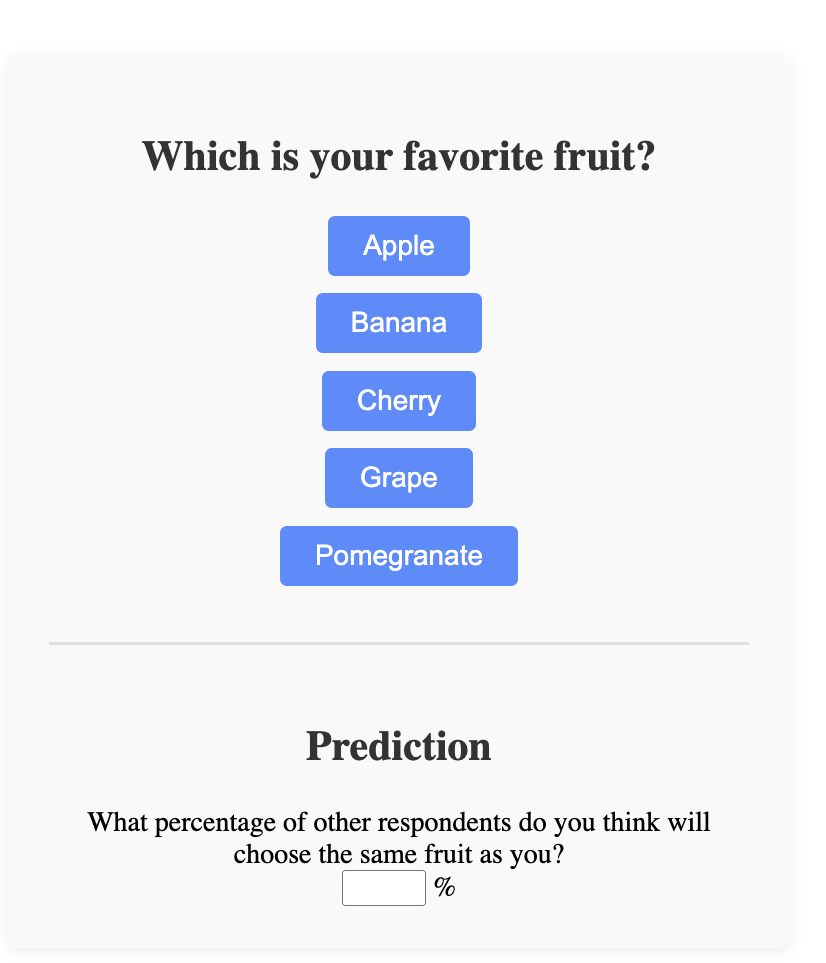 Which is your favorite fruit?
Apple
Banana
Cherry
Grape
Pomegranate
Prediction
What percentage of other respondents do you think will
choose the same fruit as you?
%